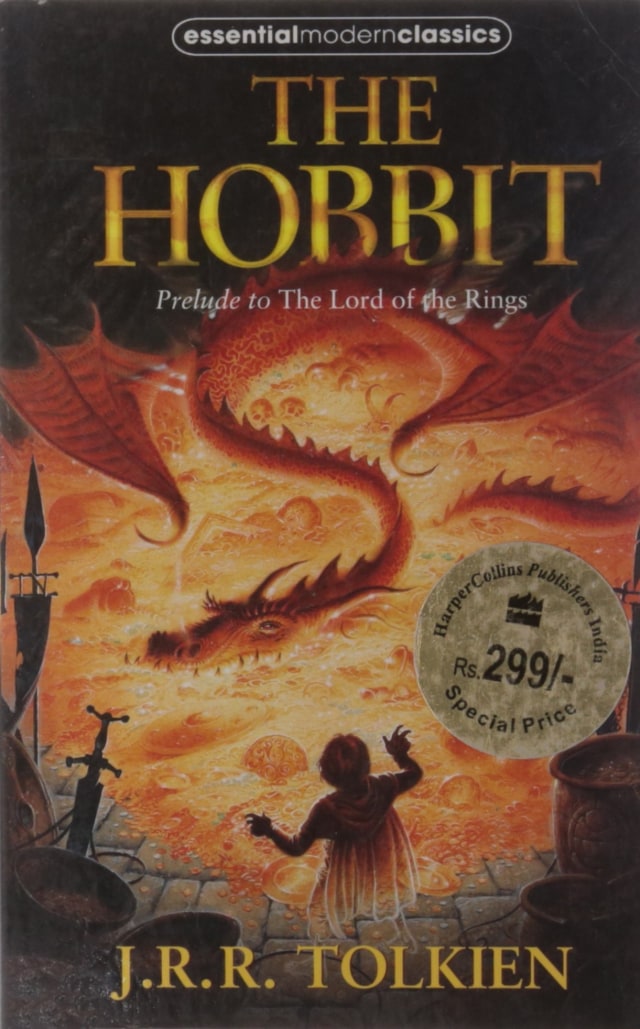 essentialmodernclassics
THE
HOBBIT
Prelude to The Lord of the Rings
HarperCollins Publishers India
Rs. 299/-
Special Price
J.R.R. TOLKIEN